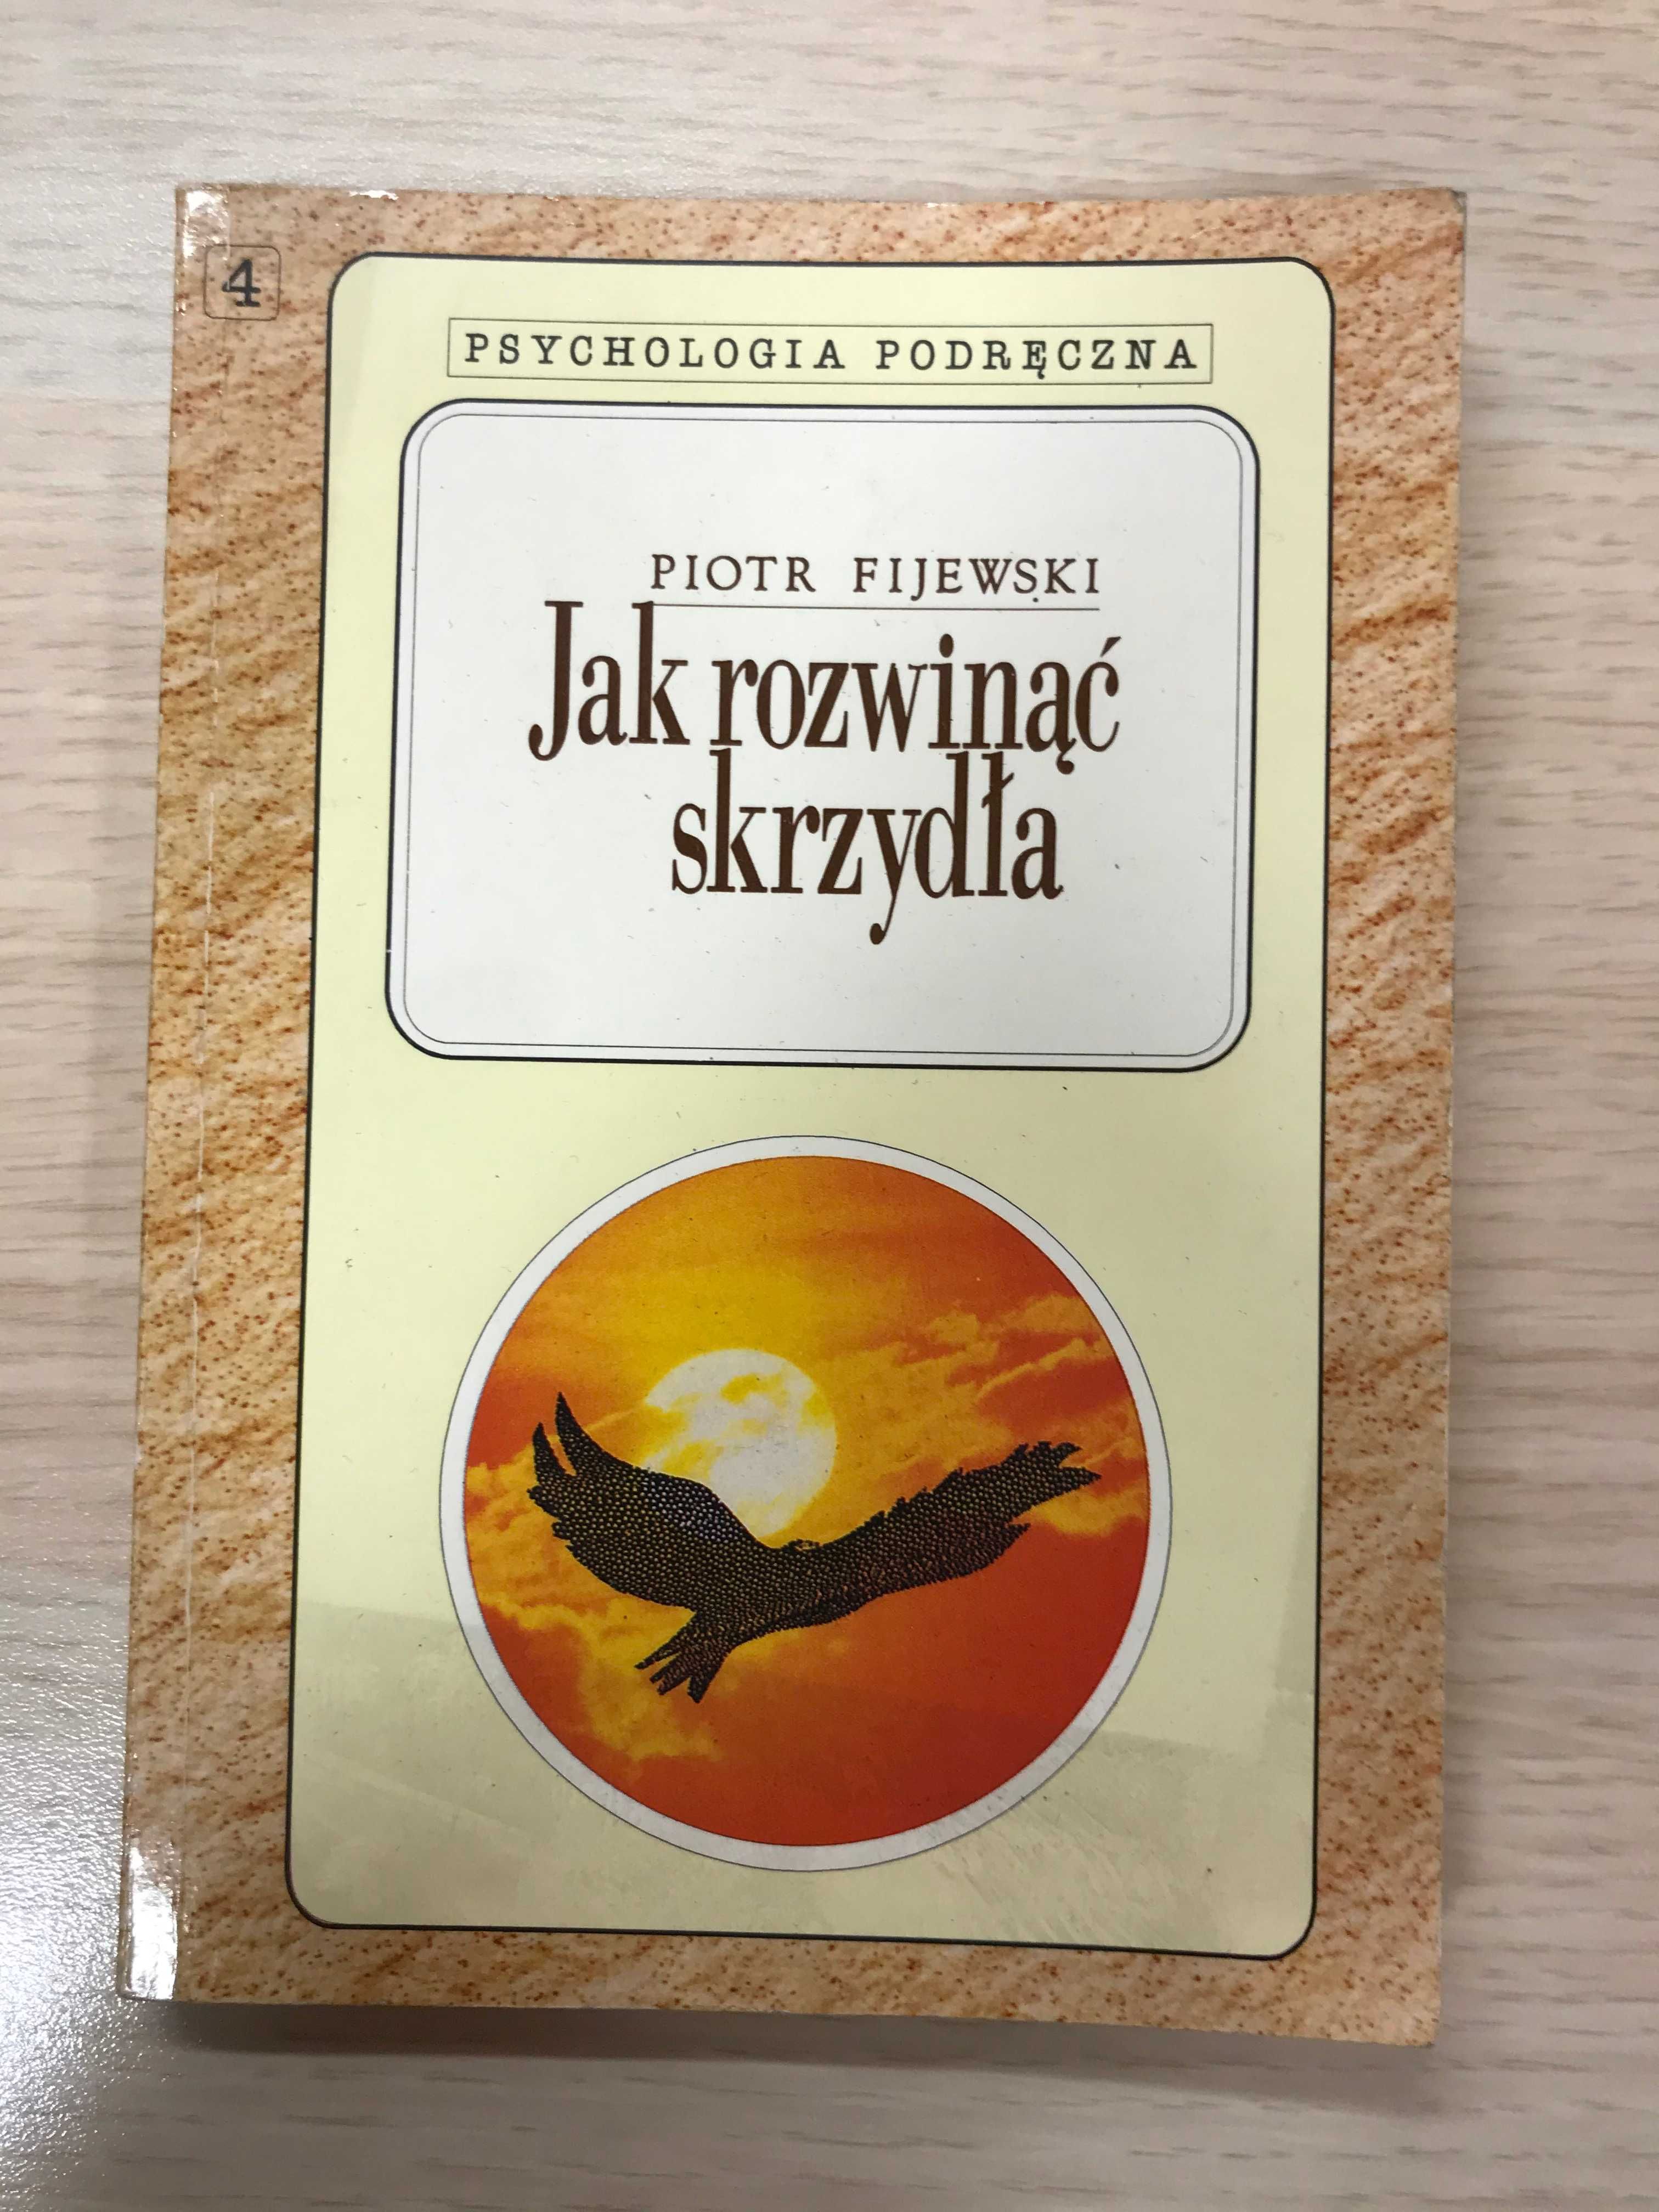 4
PSYCHOLOGIA PODRĘCZNA
PIOTR FIJEWSKI
Jak rozwinąć
skrzydła